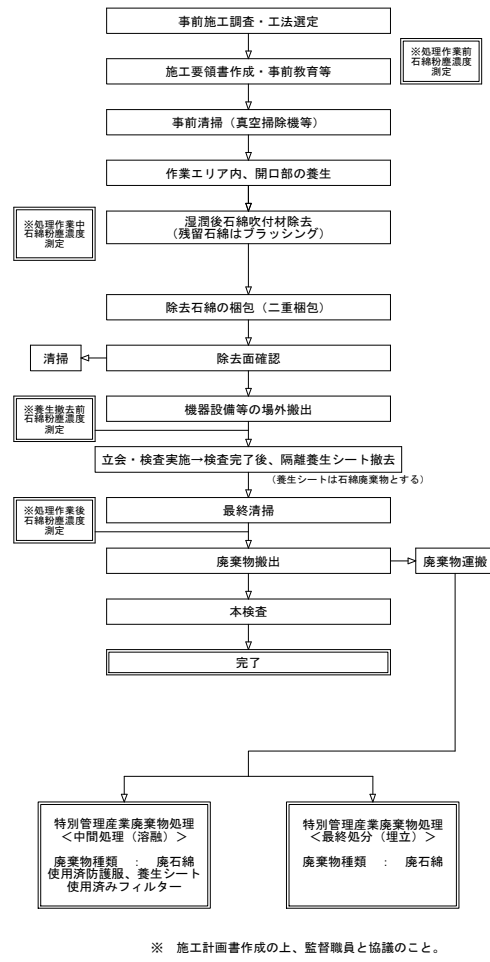 事前施工調査・工法選定
※処理作業前
石綿粉塵濃度
測定
施工要領書作成・事前教育等
事前清掃（真空掃除機等）
作業エリア内、開口部の養生
※処理作業中
石綿粉塵濃度
測定
湿潤後石綿吹付材除去
(残留石綿はブラッシング)
除去石綿の梱包（二重梱包）
清掃
除去面確認
※養生撤去前
石綿粉塵濃度
測定
機器設備等の場外搬出
立会・検査実施→検査完了後、隔離養生シート撤去
（養生シートは石綿廃棄物とする）
※処理作業後
石綿粉塵濃度
測定
最終清掃
廃棄物搬出
廃棄物運搬
本検査
完了
特別管理産業廃棄物処理
＜中間処理（溶融）＞
廃棄物種類　：　廃石綿
使用済防護服、養生シート
使用済みフィルター
特別管理産業廃棄物処理
＜最終処分（埋立）＞
廃棄物種類　：　廃石綿
※　施工計画書作成の上、監督職員と協議のこと。